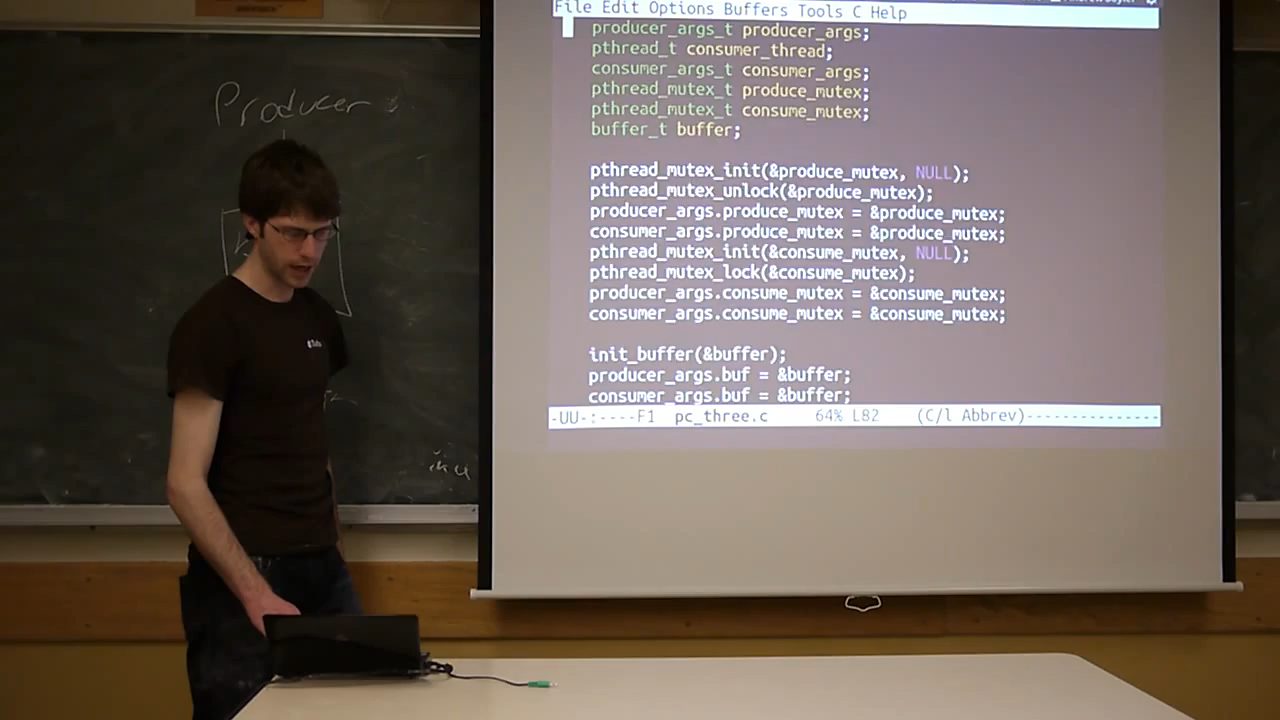 File Edit Options Buffers Tools C Help
producer_args_t producer_args;
pthread_t consumer_thread;
consumer_args_t consumer_args;
pthread_mutex_t produce_mutex;
pthread_mutex_t consume_mutex;
buffer_t buffer;
pthread_mutex_init(&produce_mutex, NULL);
pthread_mutex_unlock(&produce_mutex);
producer_args.produce_mutex = &produce_mutex;
consumer_args.produce_mutex = &produce_mutex;
pthread_mutex_init(&consume_mutex, NULL);
pthread_mutex_lock(&consume_mutex);
producer_args.consume_mutex = &consume_mutex;
consumer_args.consume_mutex = &consume_mutex;
init_buffer(&buffer);
producer_args.buf = &buffer;
consumer_args.buf = &buffer;
-UU-:----F1 pc_three.c 64% L82 (C/l Abbrev)---------------
Producer